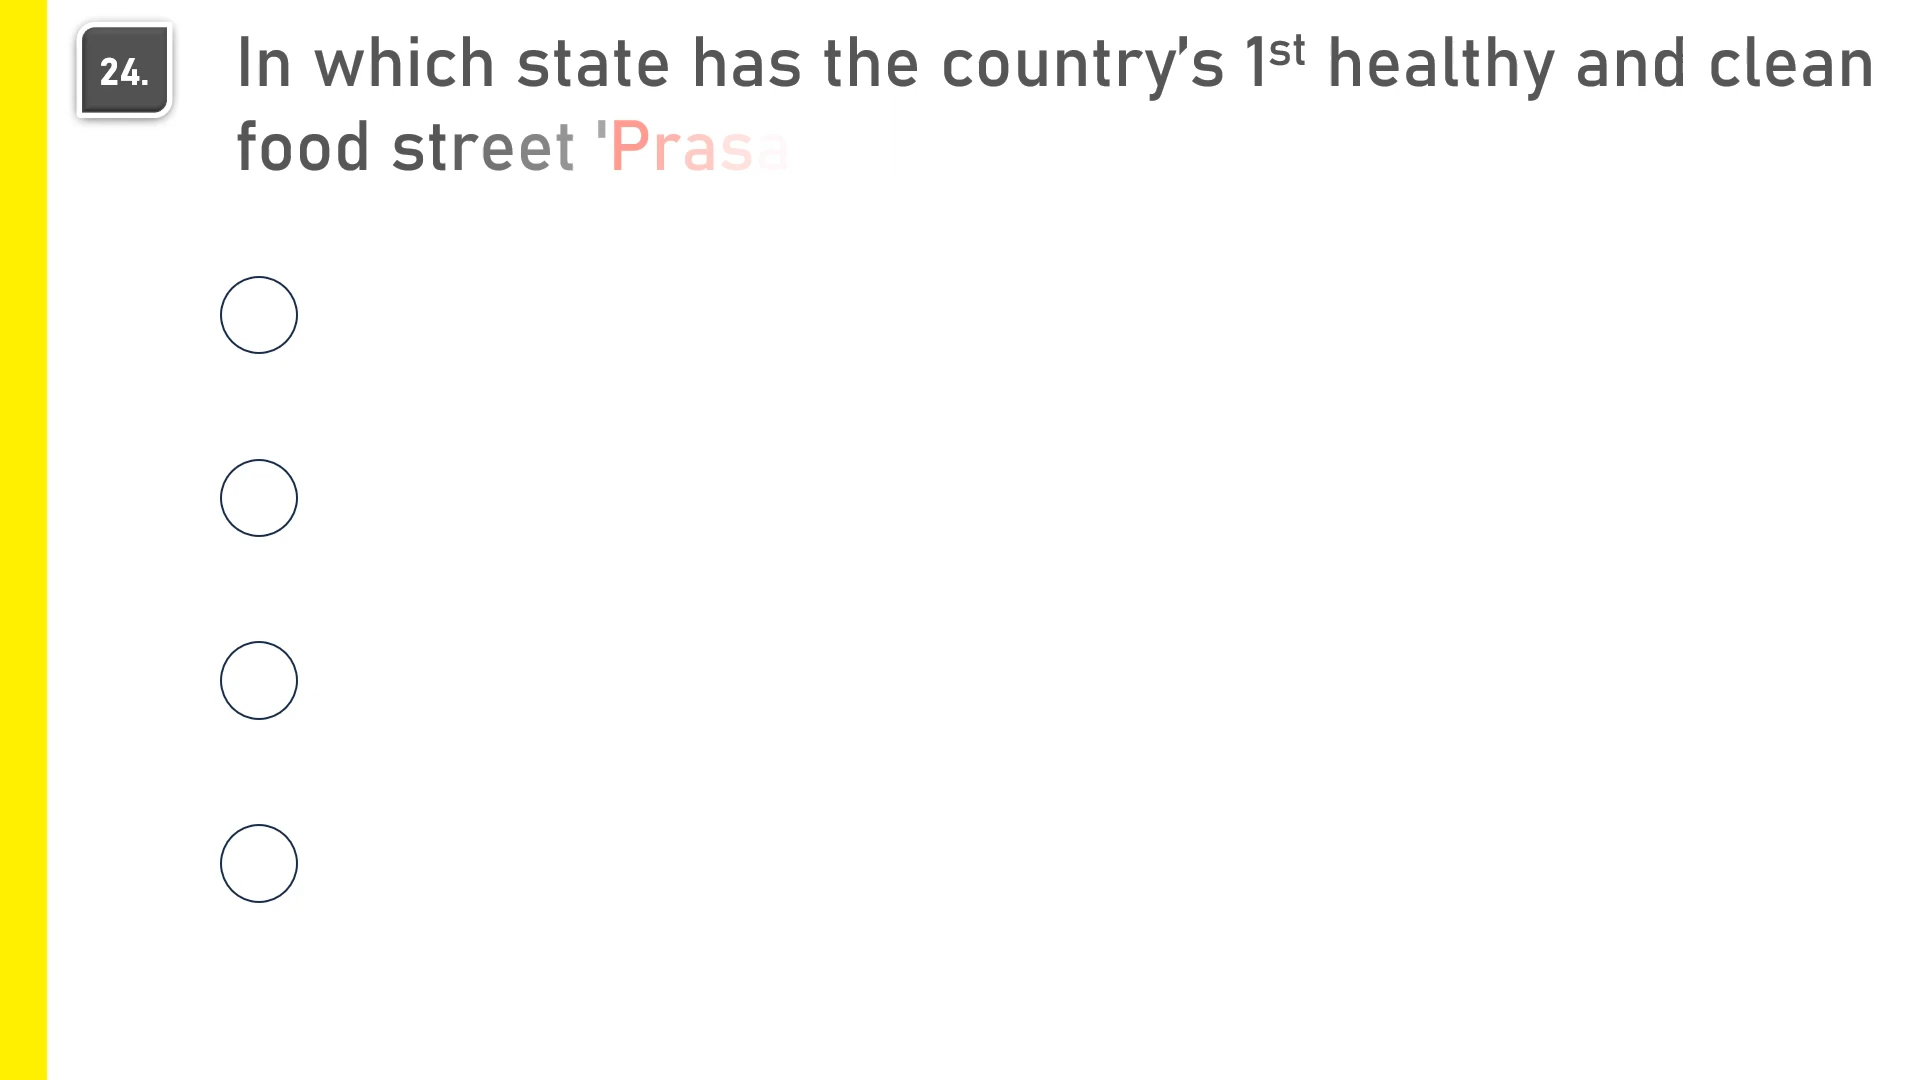 24.
In which state has the country’s 1st healthy and clean
food street 'Prasa